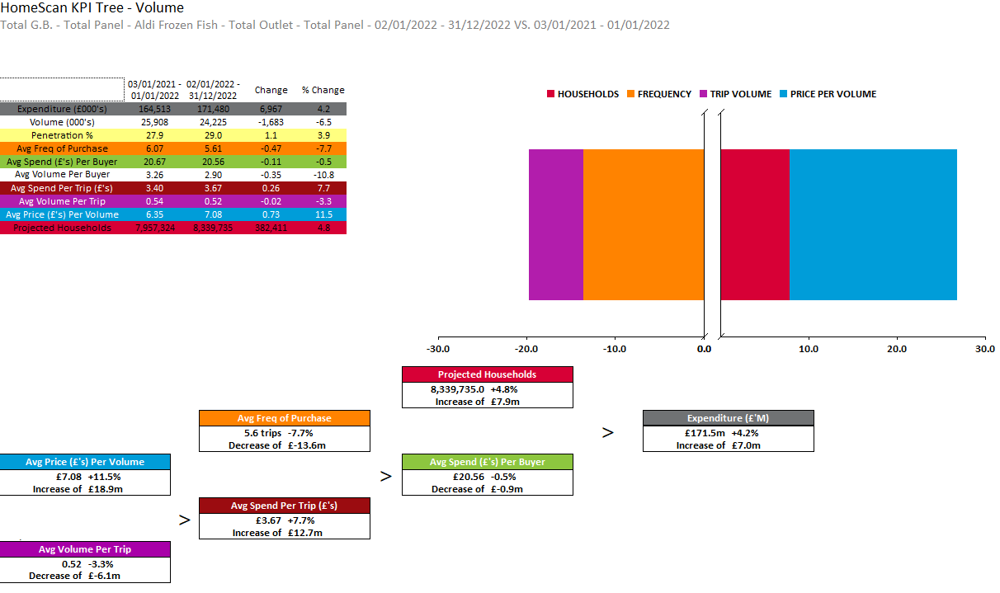 HomeScan KPI Tree - Volume
Total G.B. - Total Panel - Aldi Frozen Fish - Total Outlet - Total Panel - 02/01/2022 - 31/12/2022 VS. 03/01/2021 - 01/01/2022
03/01/2021 - 02/01/2022 - Change % Change
01/01/2022 31/12/2022
Expenditure (£000's) 164,513 171,480 6,967 4.2
Volume (000's) 25,908 24,225 -1,683 -6.5
Penetration % 27.9 29.0 1.1 3.9
Avg Freq of Purchase 6.07 5.61 -0.47 -7.7
Avg Spend (£'s) Per Buyer 20.67 20.56 -0.11 -0.5
Avg Volume Per Buyer 3.26 2.90 -0.35 -10.8
Avg Spend Per Trip (£'s) 3.40 3.67 0.26 7.7
Avg Volume Per Trip 0.54 0.52 -0.02 -3.3
Avg Price (£'s) Per Volume 6.35 7.08 0.73 11.5
Projected Households 7,957,324 8,339,735 382,411 4.8
HOUSEHOLDS FREQUENCY TRIP VOLUME PRICE PER VOLUME
-30.0 -20.0 -10.0 0.0 10.0 20.0 30.0
Projected Households
8,339,735.0 +4.8%
Increase of £7.9m
Avg Freq of Purchase
5.6 trips -7.7%
Decrease of £-13.6m
>
Expenditure (£'M)
£171.5m +4.2%
Increase of £7.0m
Avg Price (£'s) Per Volume
£7.08 +11.5%
Increase of £18.9m
>
Avg Spend (£'s) Per Buyer
£20.56 -0.5%
Decrease of £-0.9m
>
Avg Spend Per Trip (£'s)
£3.67 +7.7%
Increase of £12.7m
Avg Volume Per Trip
0.52 -3.3%
Decrease of £-6.1m